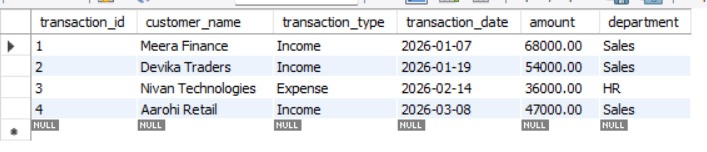 transaction_id customer_name transaction_type transaction_date amount department
1 Meera Finance Income 2026-01-07 68000.00 Sales
2 Devika Traders Income 2026-01-19 54000.00 Sales
3 Nivan Technologies Expense 2026-02-14 36000.00 HR
4 Aarohi Retail Income 2026-03-08 47000.00 Sales
NULL NULL NULL NULL NULL NULL